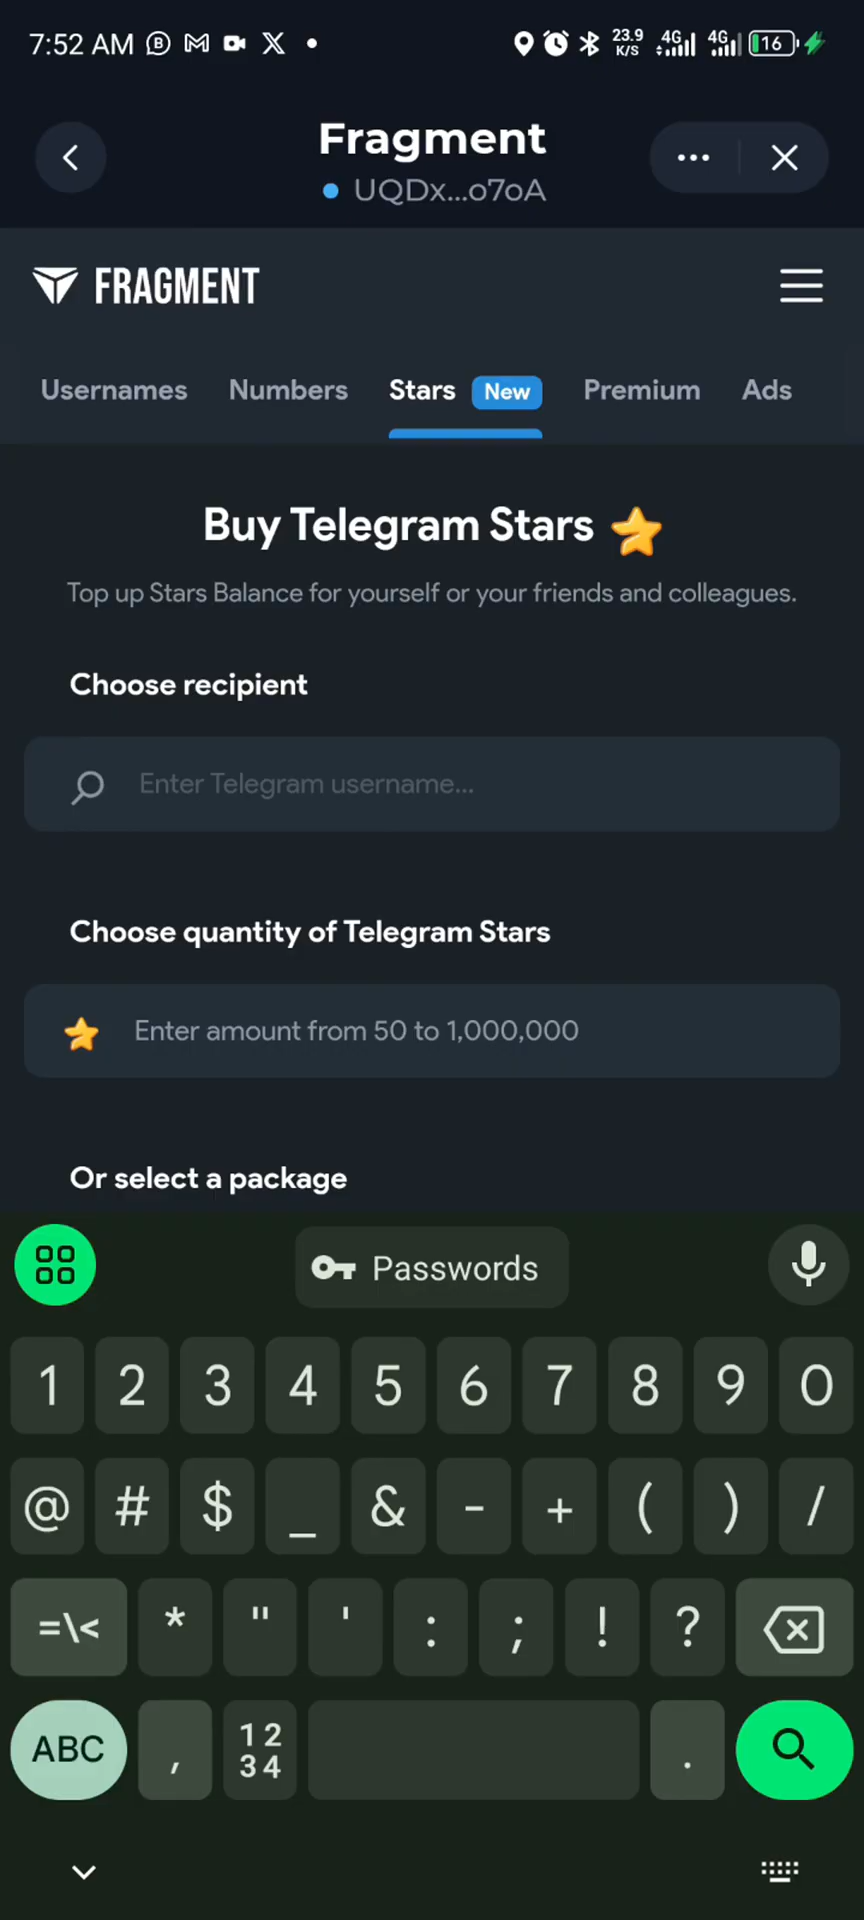 7:52 AM
23.9 K/S 4G 4G 16
Fragment
UQDx...o7oA
FRAGMENT
Usernames Numbers Stars New Premium Ads
Buy Telegram Stars
Top up Stars Balance for yourself or your friends and colleagues.
Choose recipient
Enter Telegram username...
Choose quantity of Telegram Stars
Enter amount from 50 to 1,000,000
Or select a package
Passwords
1 2 3 4 5 6 7 8 9 0
@ # $ _ & - + ( ) /
=\< * " ' : ; ! ?
ABC , 12 34 .